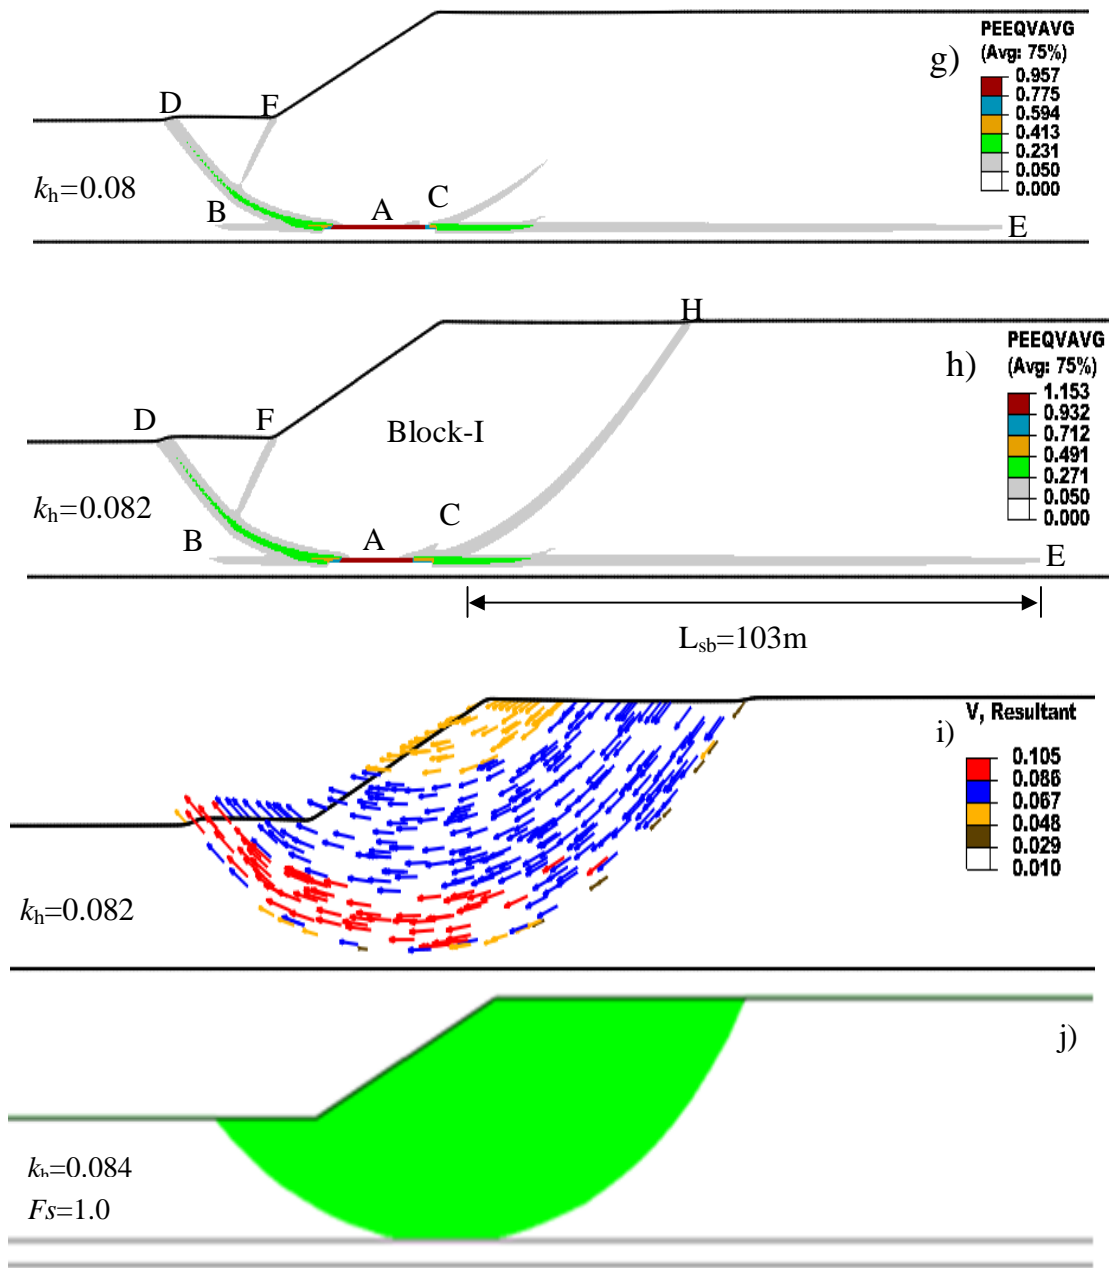 PEEQVAVG
(Avg: 75%)
g)
0.957
0.775
0.594
0.413
0.231
0.050
0.000
D
F
kh=0.08
B
A
C
E
H
PEEQVAVG
(Avg: 75%)
h)
1.153
0.932
0.712
0.491
0.271
0.050
0.000
D
F
Block-I
kh=0.082
B
A
C
E
Lsb=103m
V, Resultant
i)
0.105
0.086
0.067
0.048
0.029
0.010
kh=0.082
j)
kh=0.084
Fs=1.0